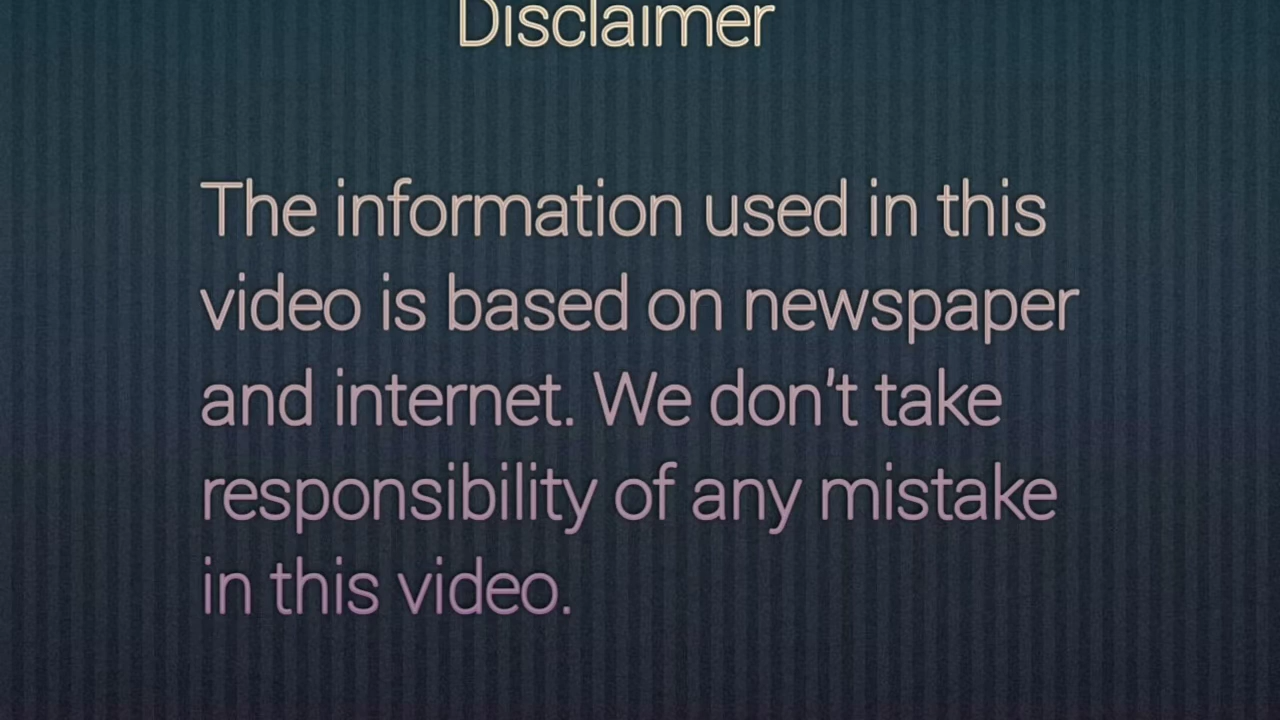 Disclaimer
The information used in this
video is based on newspaper
and internet. We don't take
responsibility of any mistake
in this video.